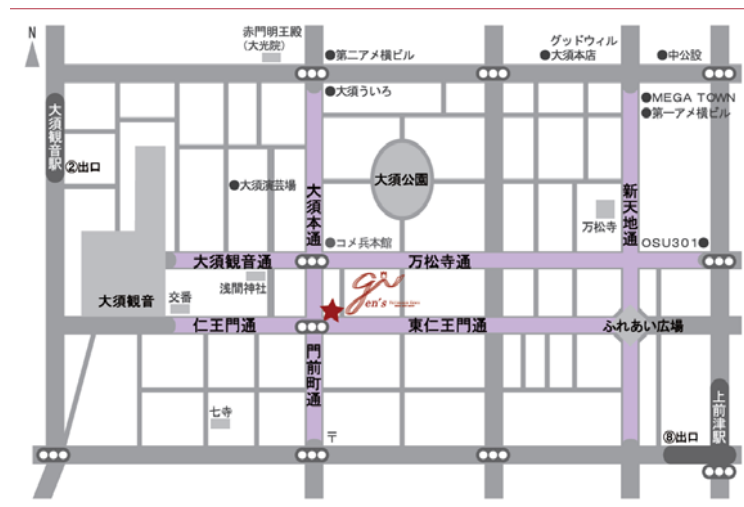 N
赤門明王殿
(大光院)
●第二アメ横ビル
グッドウィル
●大須本店
●中公設
●大須ういろ
●MEGA TOWN
●第一アメ横ビル
大須観音駅
②出口
大須公園
●大須演芸場
大須本通
新天地通
万松寺
●コメ兵本館
OSU301●
大須観音通
万松寺通
浅間神社
gen's
大須観音
交番
仁王門通
東仁王門通
ふれあい広場
門前町通
七寺
〒
上前津駅
⑧出口